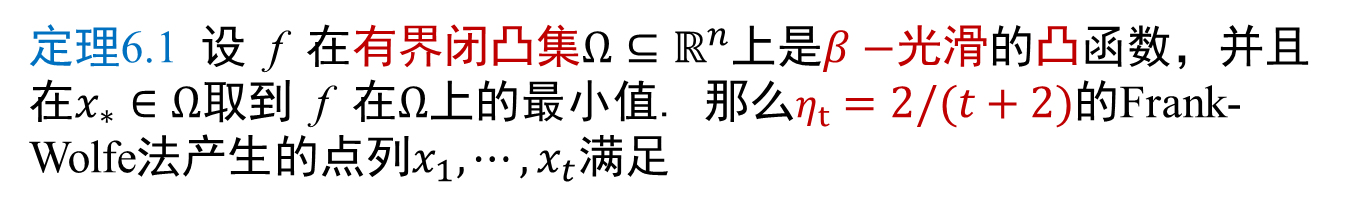 定理6.1 设 f 在有界闭凸集Ω ⊆ ℝⁿ上是β −光滑的凸函数，并且
在x∗ ∈ Ω取到 f 在Ω上的最小值. 那么ηₜ = 2/(t + 2)的Frank-
Wolfe法产生的点列x₁, ⋯ , xₜ满足